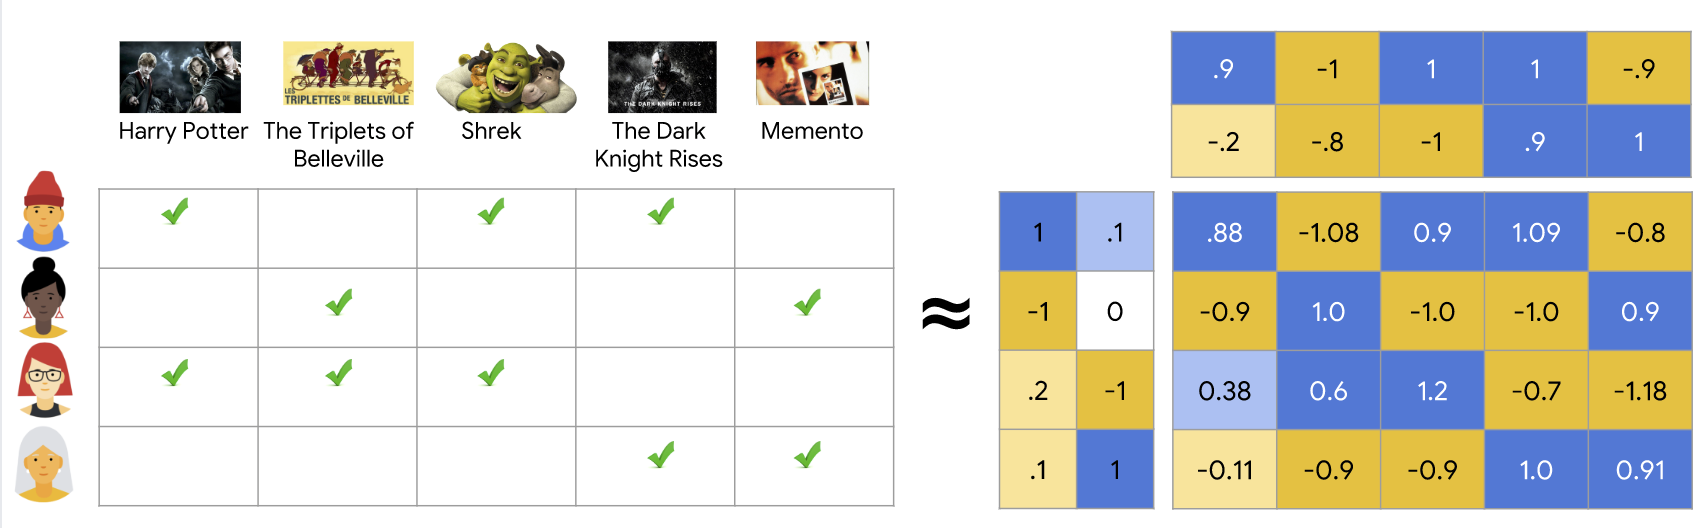 LES
TRIPLETTES DE BELLEVILLE
THE DARK KNIGHT RISES
Harry Potter
The Triplets of
Belleville
Shrek
The Dark
Knight Rises
Memento
≈
.9 -1 1 1 -.9
-.2 -.8 -1 .9 1
1 .1
-1 0
.2 -1
.1 1
.88 -1.08 0.9 1.09 -0.8
-0.9 1.0 -1.0 -1.0 0.9
0.38 0.6 1.2 -0.7 -1.18
-0.11 -0.9 -0.9 1.0 0.91